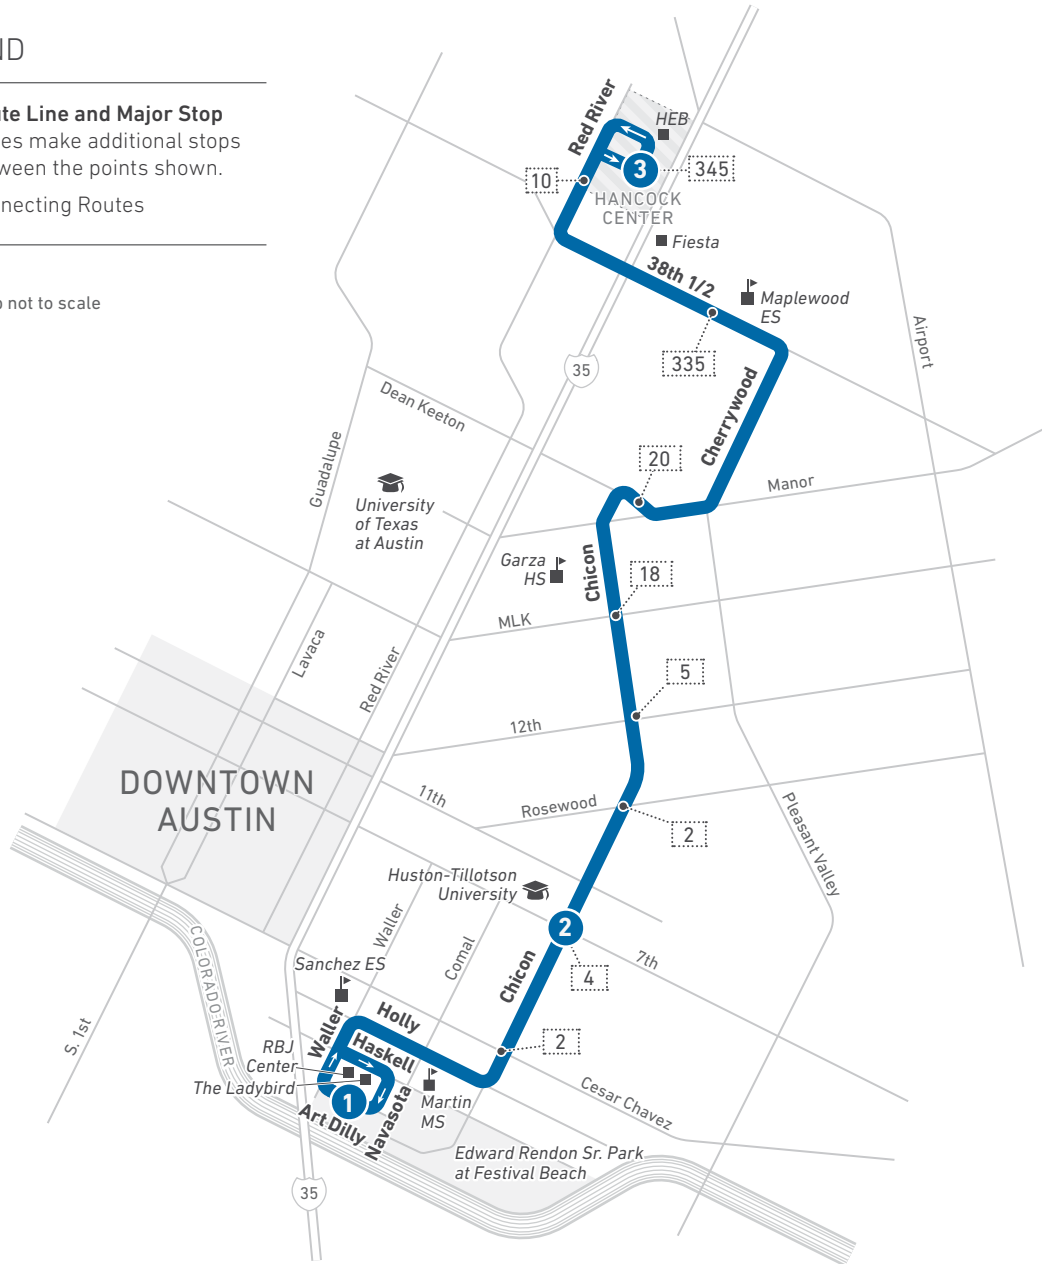 ND
te Line and Major Stop
es make additional stops
ween the points shown.
necting Routes
o not to scale
Red River
HEB
10
3
345
HANCOCK
CENTER
Fiesta
38th 1/2
Maplewood
ES
Airport
335
35
Cherrywood
Dean Keeton
Guadalupe
20
Manor
University
of Texas
at Austin
Garza
HS
Chicon
18
MLK
Lavaca
Red River
5
12th
DOWNTOWN
AUSTIN
11th
Rosewood
2
Pleasant Valley
Huston-Tillotson
University
Waller
2
Comal
7th
4
Chicon
COLORADO RIVER
Sanchez ES
S. 1st
Waller
Holly
2
RBJ
Center
Haskell
The Ladybird
1
Navasota
Martin
MS
Cesar Chavez
Art Dilly
Edward Rendon Sr. Park
at Festival Beach
35